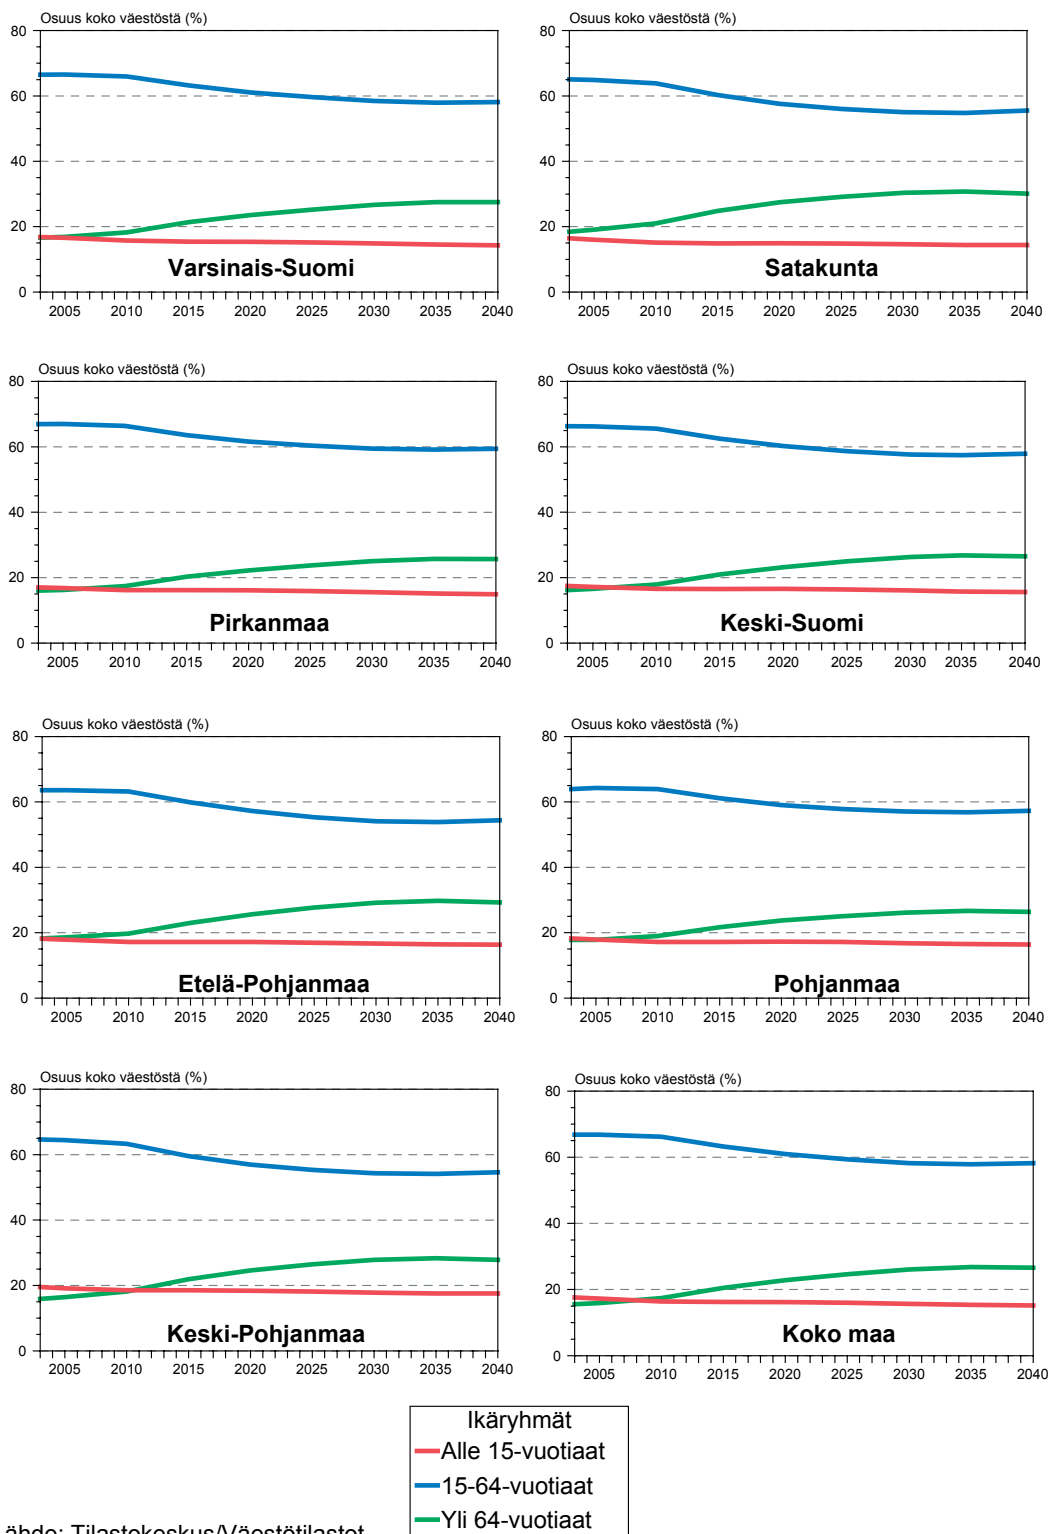 Osuus koko väestöstä (%)
80
60
40
20
0
2005 2010 2015 2020 2025 2030 2035 2040
Varsinais-Suomi
Osuus koko väestöstä (%)
80
60
40
20
0
2005 2010 2015 2020 2025 2030 2035 2040
Satakunta
Osuus koko väestöstä (%)
80
60
40
20
0
2005 2010 2015 2020 2025 2030 2035 2040
Pirkanmaa
Osuus koko väestöstä (%)
80
60
40
20
0
2005 2010 2015 2020 2025 2030 2035 2040
Keski-Suomi
Osuus koko väestöstä (%)
80
60
40
20
0
2005 2010 2015 2020 2025 2030 2035 2040
Etelä-Pohjanmaa
Osuus koko väestöstä (%)
80
60
40
20
0
2005 2010 2015 2020 2025 2030 2035 2040
Pohjanmaa
Osuus koko väestöstä (%)
80
60
40
20
0
2005 2010 2015 2020 2025 2030 2035 2040
Keski-Pohjanmaa
Osuus koko väestöstä (%)
80
60
40
20
0
2005 2010 2015 2020 2025 2030 2035 2040
Koko maa
Ikäryhmät
Alle 15-vuotiaat
15-64-vuotiaat
Yli 64-vuotiaat
ähde: Tilastokeskus/Väestötilastot